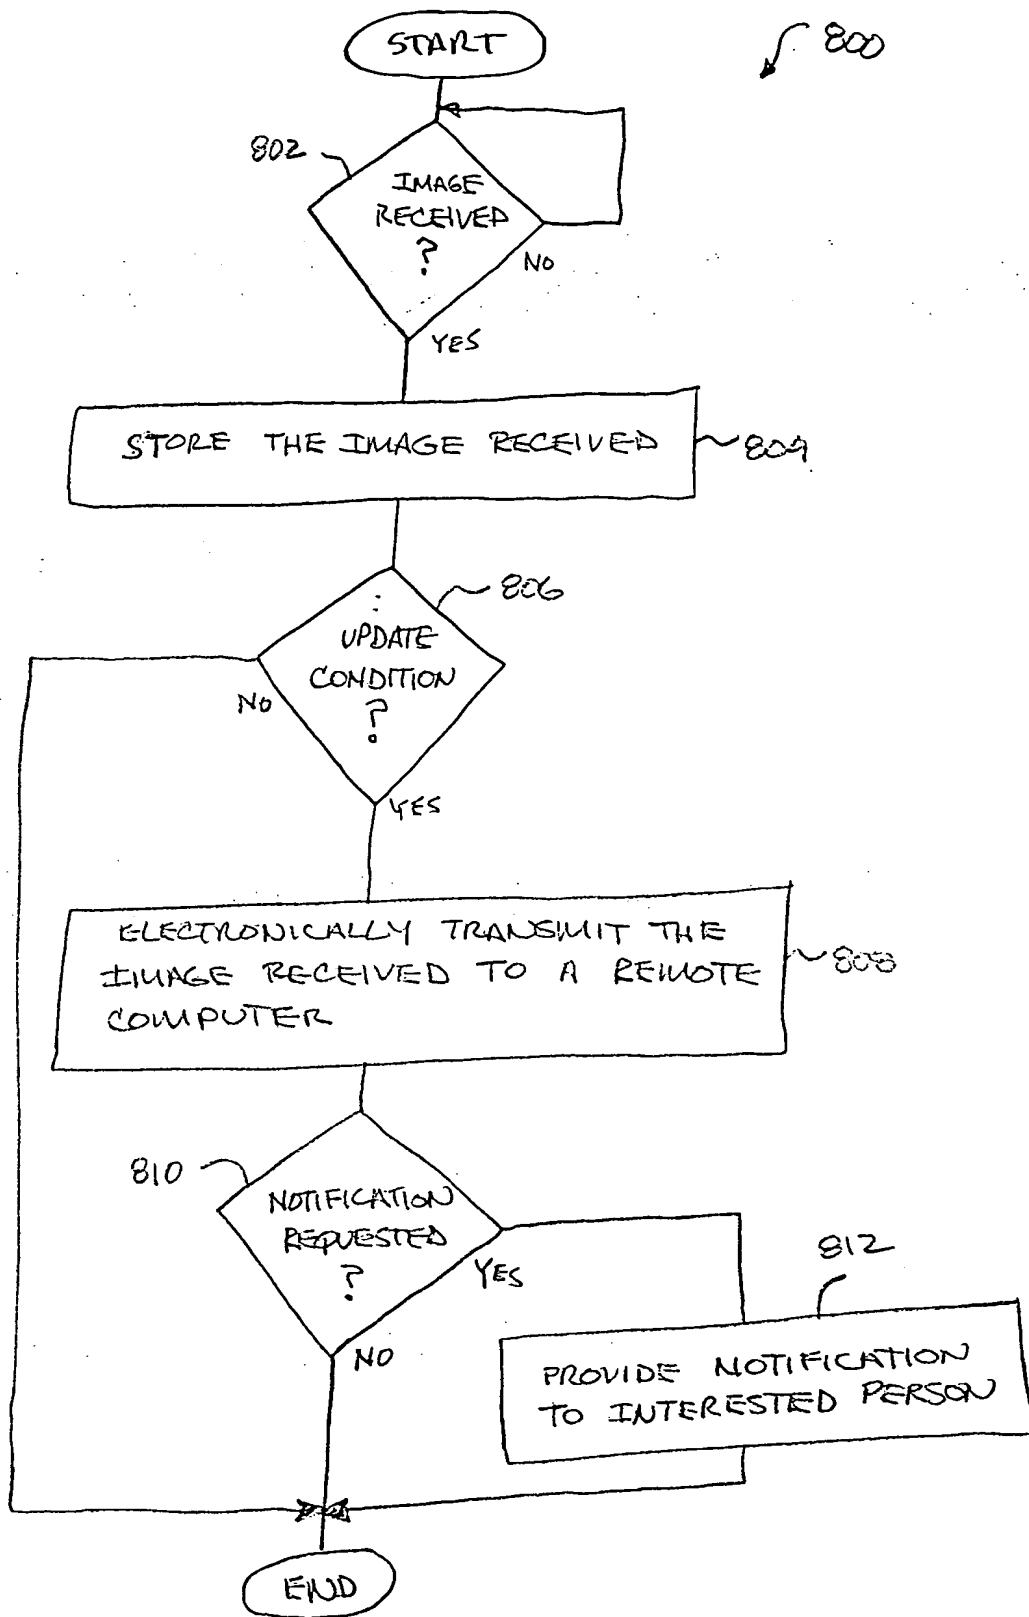 START
800
802
IMAGE
RECEIVED
?
NO
YES
STORE THE IMAGE RECEIVED
804
806
UPDATE
CONDITION
?
NO
YES
ELECTRONICALLY TRANSMIT THE
IMAGE RECEIVED TO A REMOTE
COMPUTER
808
810
NOTIFICATION
REQUESTED
?
YES
NO
812
PROVIDE NOTIFICATION
TO INTERESTED PERSON
END